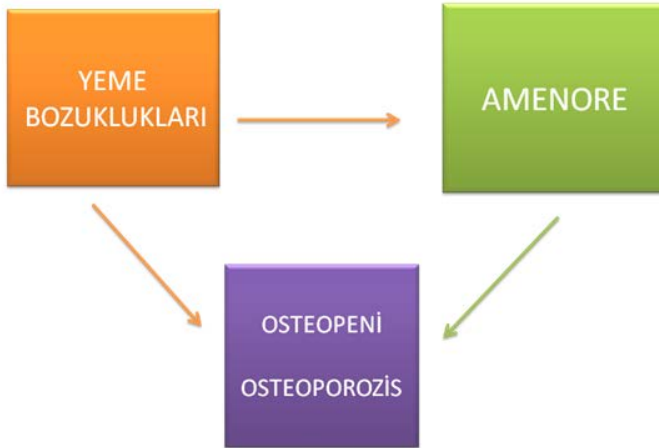 YEME
BOZUKLUKLARI
AMENORE
OSTEOPENİ
OSTEOPOROZİS